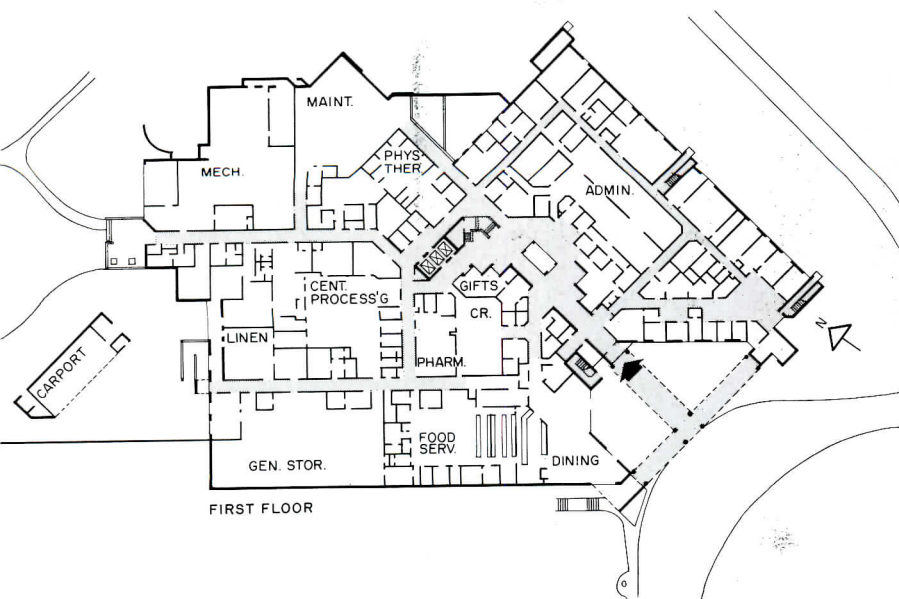 MAINT.
PHYS
THER.
MECH.
ADMIN.
CENT.
PROCESS'G
GIFTS
CR.
LINEN
PHARM.
CARPORT
N
FOOD
SERV.
GEN. STOR.
DINING
FIRST FLOOR